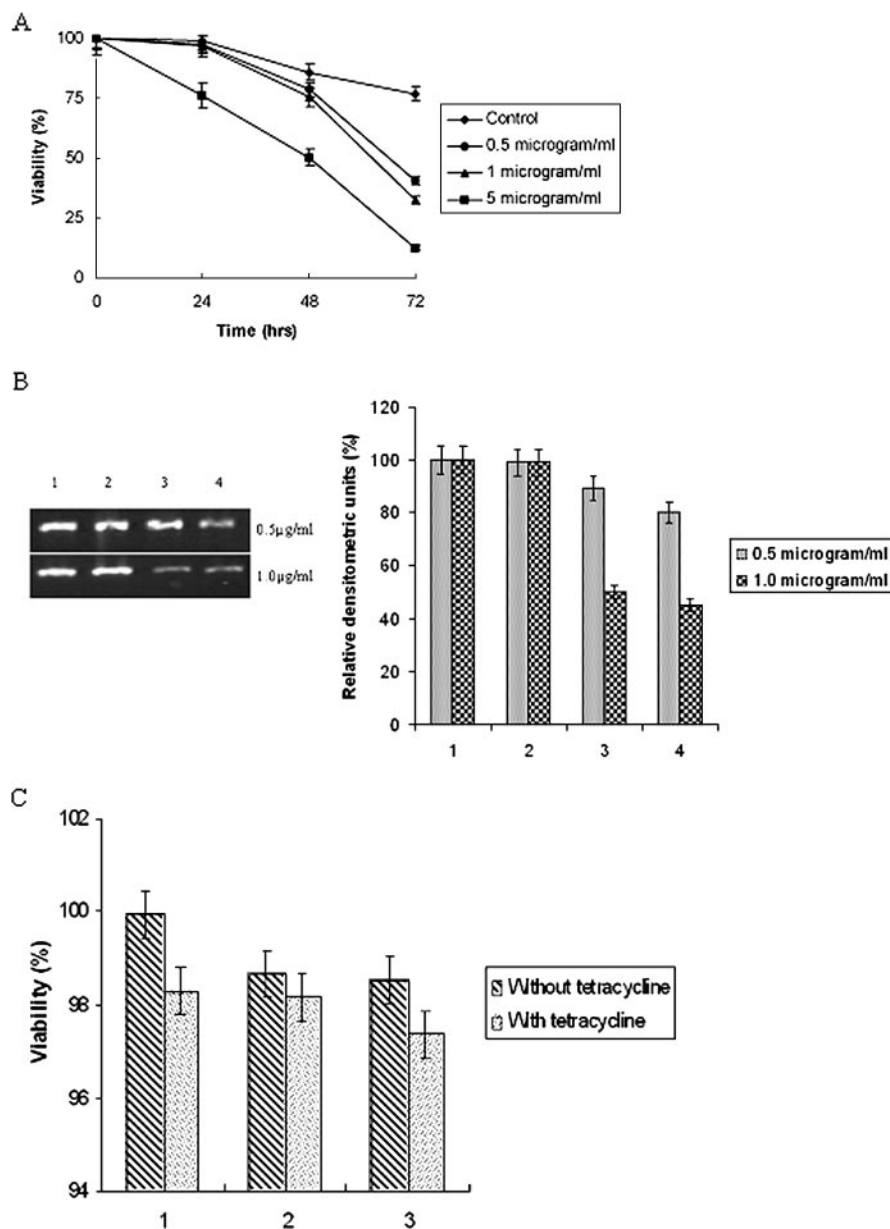 A
100
75
50
25
0
Viability (%)
0 24 48 72
Time (hrs)
Control
0.5 microgram/ml
1 microgram/ml
5 microgram/ml
B
1 2 3 4
0.5µg/ml
1.0µg/ml
120
100
80
60
40
20
0
Relative densitometric units (%)
1 2 3 4
0.5 microgram/ml
1.0 microgram/ml
C
102
100
98
96
94
Viability (%)
1 2 3
Without tetracycline
With tetracycline